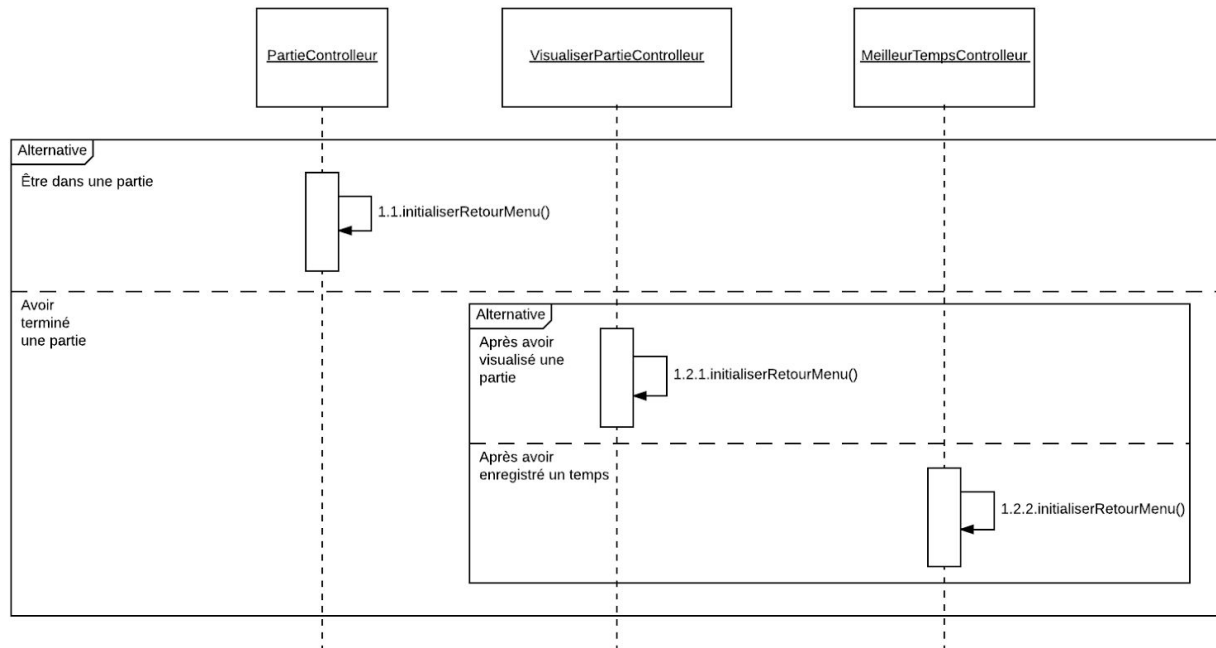 PartieControlleur
VisualiserPartieControlleur
MeilleurTempsControlleur
Alternative
Être dans une partie
1.1.initialiserRetourMenu()
Avoir
terminé
une partie
Alternative
Après avoir
visualisé une
partie
1.2.1.initialiserRetourMenu()
Après avoir
enregistré un temps
1.2.2.initialiserRetourMenu()